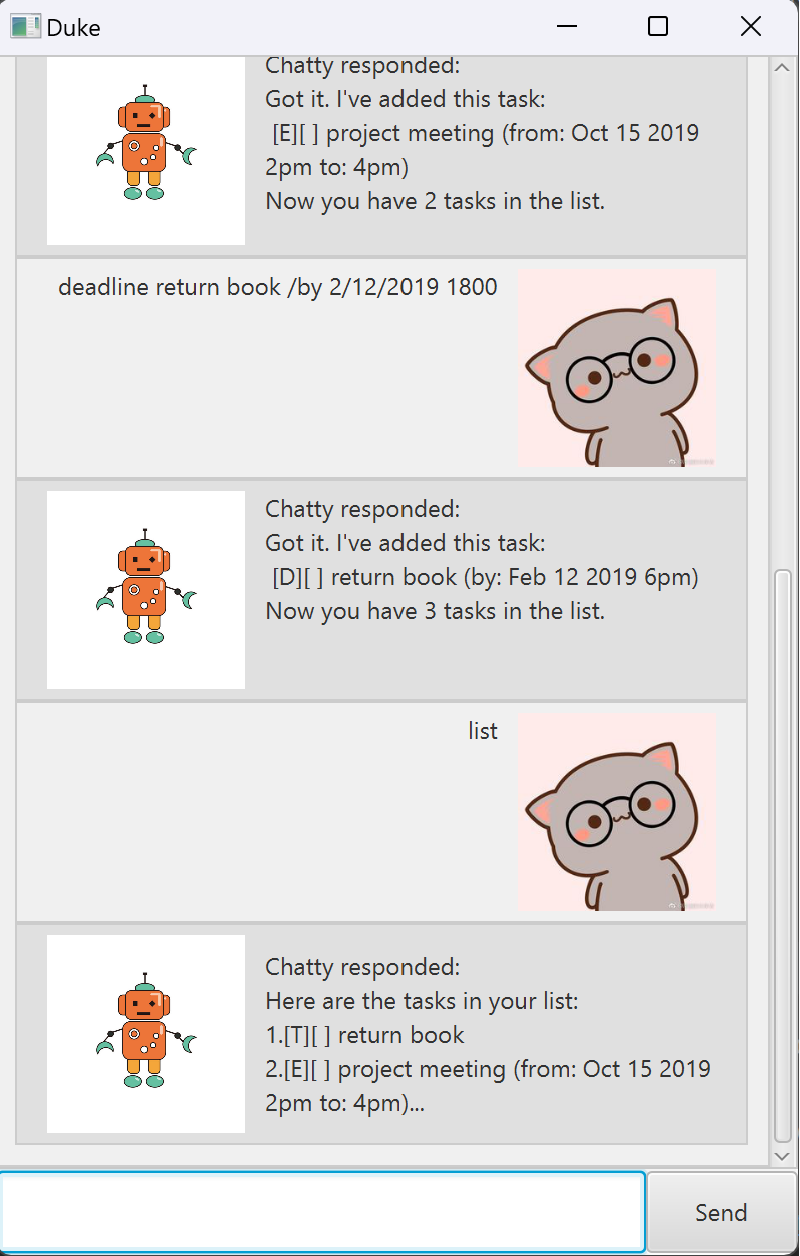 Duke
Chatty responded:
Got it. I've added this task:
[E][ ] project meeting (from: Oct 15 2019
2pm to: 4pm)
Now you have 2 tasks in the list.
deadline return book /by 2/12/2019 1800
Chatty responded:
Got it. I've added this task:
[D][ ] return book (by: Feb 12 2019 6pm)
Now you have 3 tasks in the list.
list
Chatty responded:
Here are the tasks in your list:
1.[T][ ] return book
2.[E][ ] project meeting (from: Oct 15 2019
2pm to: 4pm)...
Send